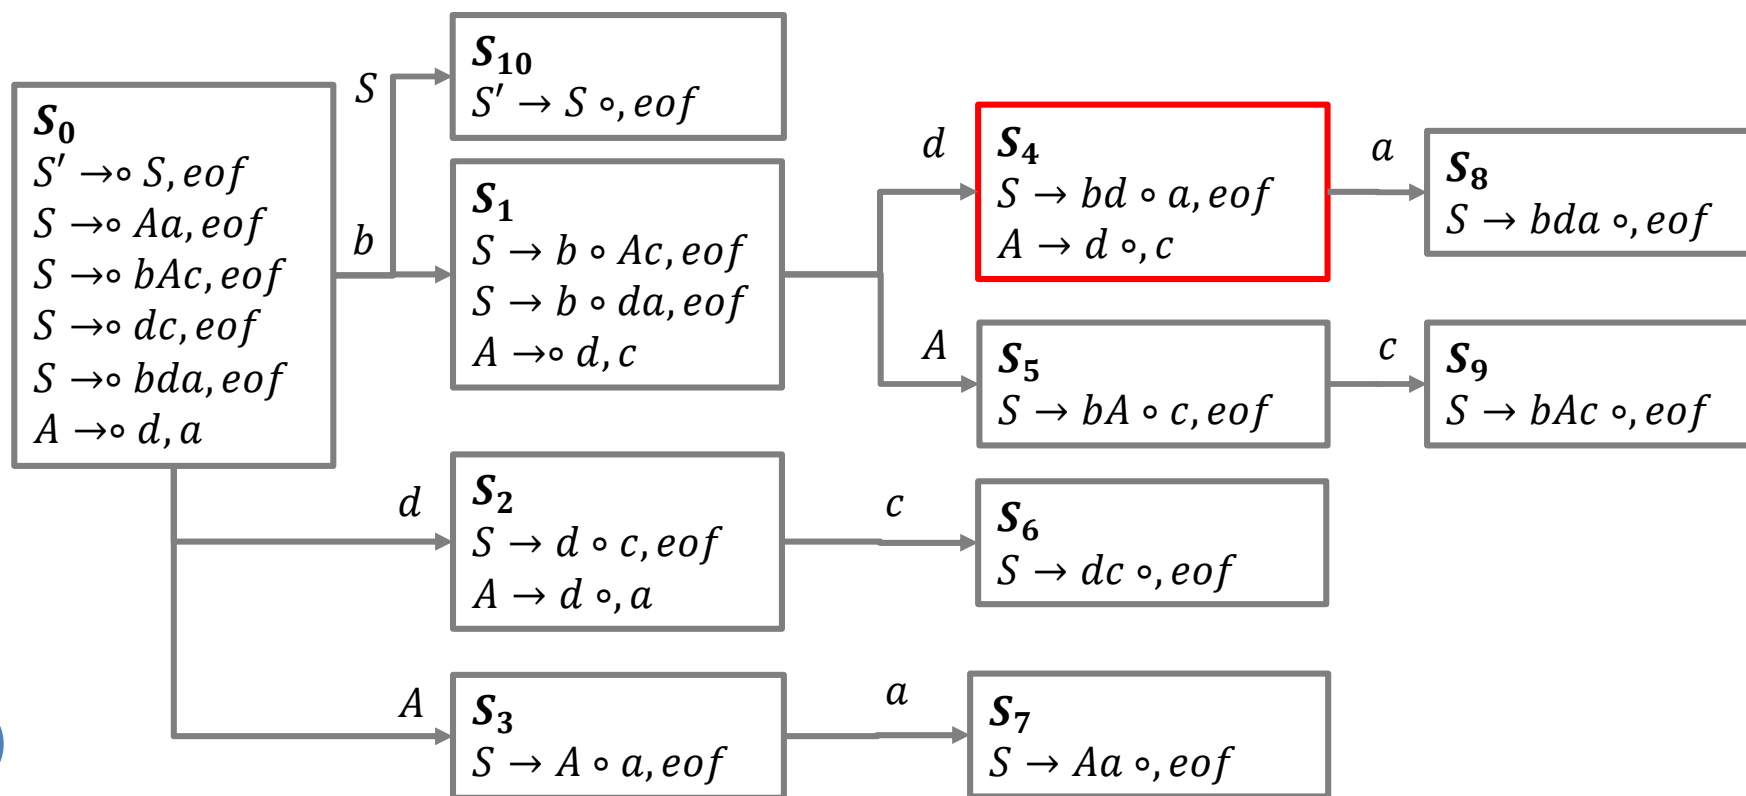 S₀
S′ →∘ S, eof
S →∘ Aa, eof
S →∘ bAc, eof
S →∘ dc, eof
S →∘ bda, eof
A →∘ d, a
S
b
S₁₀
S′ → S ∘, eof
S₁
S → b ∘ Ac, eof
S → b ∘ da, eof
A →∘ d, c
d
S₄
S → bd ∘ a, eof
A → d ∘, c
a
S₈
S → bda ∘, eof
A
S₅
S → bA ∘ c, eof
c
S₉
S → bAc ∘, eof
d
S₂
S → d ∘ c, eof
A → d ∘, a
c
S₆
S → dc ∘, eof
A
S₃
S → A ∘ a, eof
a
S₇
S → Aa ∘, eof